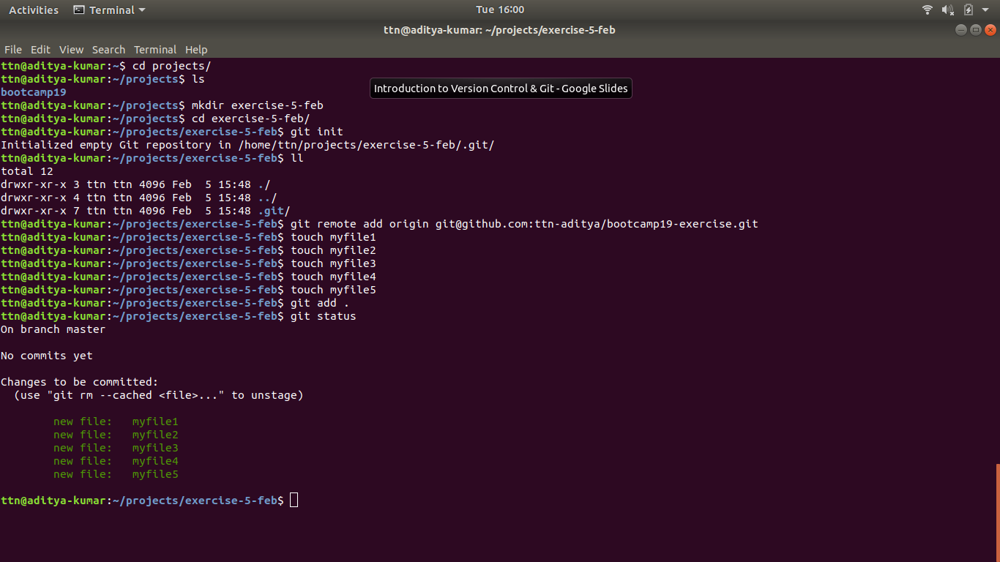 Activities Terminal Tue 16:00
ttn@aditya-kumar: ~/projects/exercise-5-feb
File Edit View Search Terminal Help
ttn@aditya-kumar:~$ cd projects/
ttn@aditya-kumar:~/projects$ ls
Introduction to Version Control & Git - Google Slides
bootcamp19
ttn@aditya-kumar:~/projects$ mkdir exercise-5-feb
ttn@aditya-kumar:~/projects$ cd exercise-5-feb/
ttn@aditya-kumar:~/projects/exercise-5-feb$ git init
Initialized empty Git repository in /home/ttn/projects/exercise-5-feb/.git/
ttn@aditya-kumar:~/projects/exercise-5-feb$ ll
total 12
drwxr-xr-x 3 ttn ttn 4096 Feb  5 15:48 ./
drwxr-xr-x 4 ttn ttn 4096 Feb  5 15:48 ../
drwxr-xr-x 7 ttn ttn 4096 Feb  5 15:48 .git/
ttn@aditya-kumar:~/projects/exercise-5-feb$ git remote add origin git@github.com:ttn-aditya/bootcamp19-exercise.git
ttn@aditya-kumar:~/projects/exercise-5-feb$ touch myfile1
ttn@aditya-kumar:~/projects/exercise-5-feb$ touch myfile2
ttn@aditya-kumar:~/projects/exercise-5-feb$ touch myfile3
ttn@aditya-kumar:~/projects/exercise-5-feb$ touch myfile4
ttn@aditya-kumar:~/projects/exercise-5-feb$ touch myfile5
ttn@aditya-kumar:~/projects/exercise-5-feb$ git add .
ttn@aditya-kumar:~/projects/exercise-5-feb$ git status
On branch master
No commits yet
Changes to be committed:
  (use "git rm --cached <file>..." to unstage)
        new file:   myfile1
        new file:   myfile2
        new file:   myfile3
        new file:   myfile4
        new file:   myfile5
ttn@aditya-kumar:~/projects/exercise-5-feb$